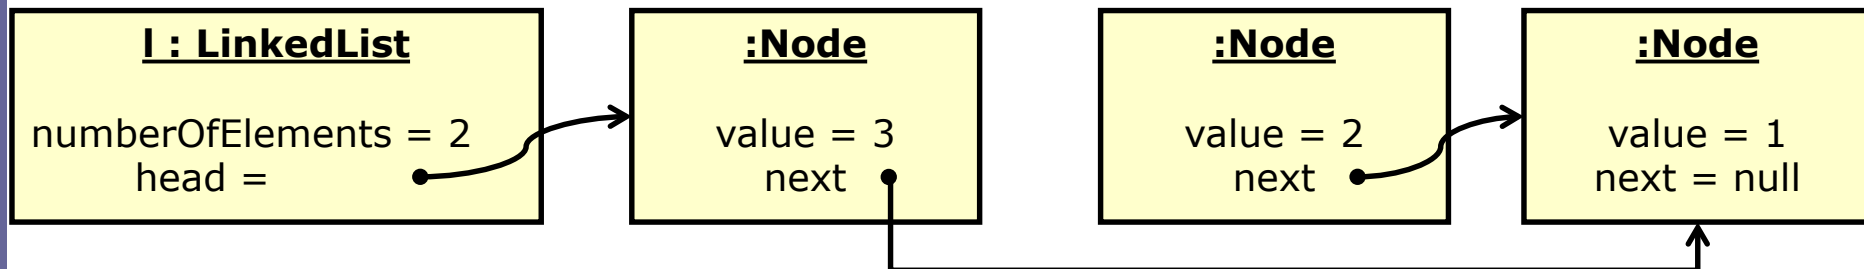 l : LinkedList
numberOfElements = 2
head =
:Node
value = 3
next
:Node
value = 2
next
:Node
value = 1
next = null